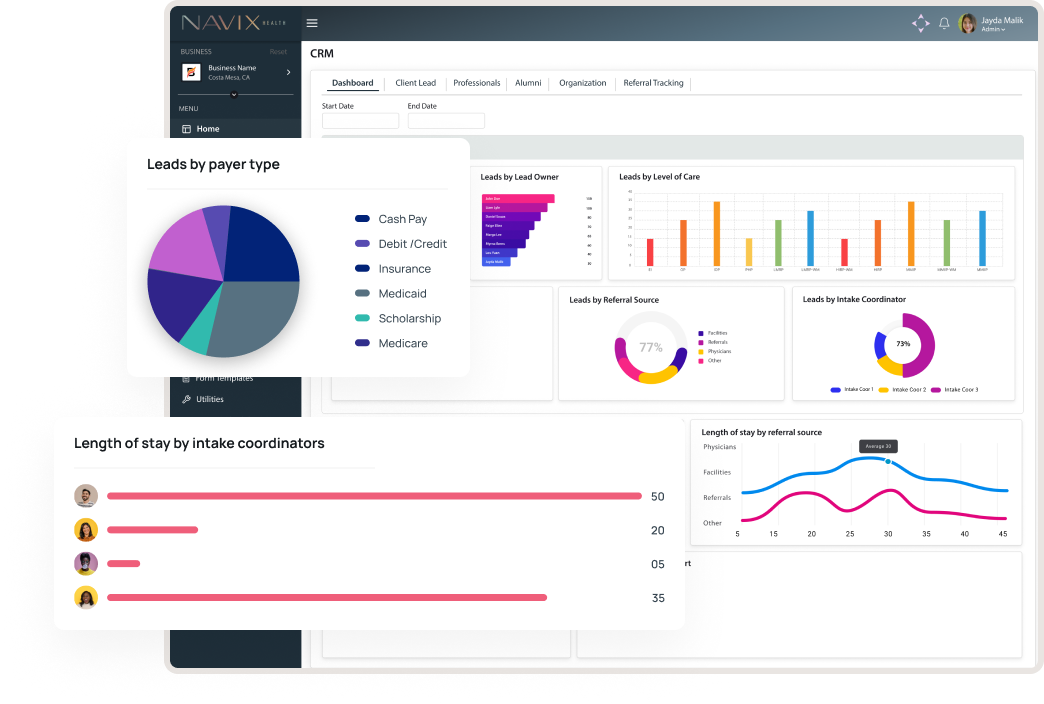 NAVIX HEALTH
Jayda Malik
Admin
BUSINESS
Reset
Business Name
Costa Mesa, CA
MENU
Home
Form Templates
Utilities
CRM
Dashboard
Client Lead
Professionals
Alumni
Organization
Referral Tracking
Start Date
End Date
Leads by payer type
Cash Pay
Debit /Credit
Insurance
Medicaid
Scholarship
Medicare
Leads by Lead Owner
Leads by Level of Care
Leads by Referral Source
77%
Facilities
Referrals
Physicians
Other
Leads by Intake Coordinator
73%
Intake Coor 1
Intake Coor 2
Intake Coor 3
Length of stay by intake coordinators
50
20
05
35
Length of stay by referral source
Physicians
Facilities
Referrals
Other
Average 30
5 15 20 25 30 35 40 45
rt